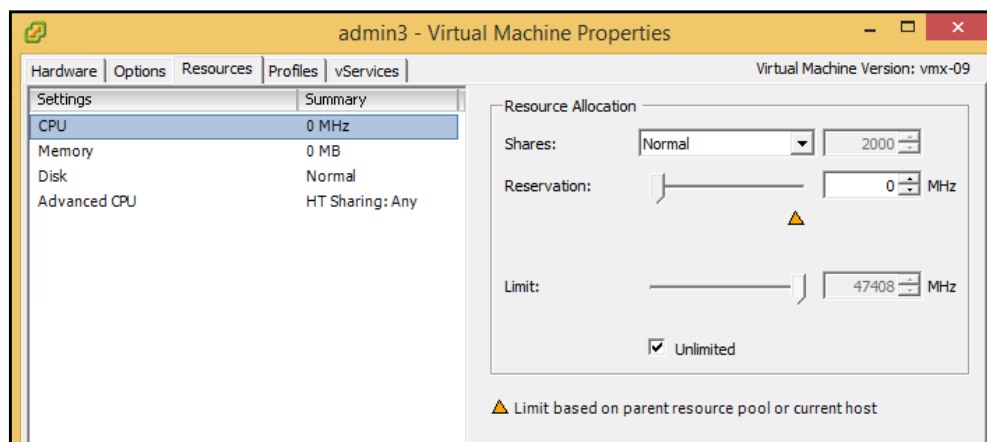 admin3 - Virtual Machine Properties
Hardware Options Resources Profiles vServices Virtual Machine Version: vmx-09
Settings Summary
CPU 0 MHz
Memory 0 MB
Disk Normal
Advanced CPU HT Sharing: Any
Resource Allocation
Shares: Normal 2000
Reservation: 0 MHz
Limit: 47408 MHz
Unlimited
Limit based on parent resource pool or current host